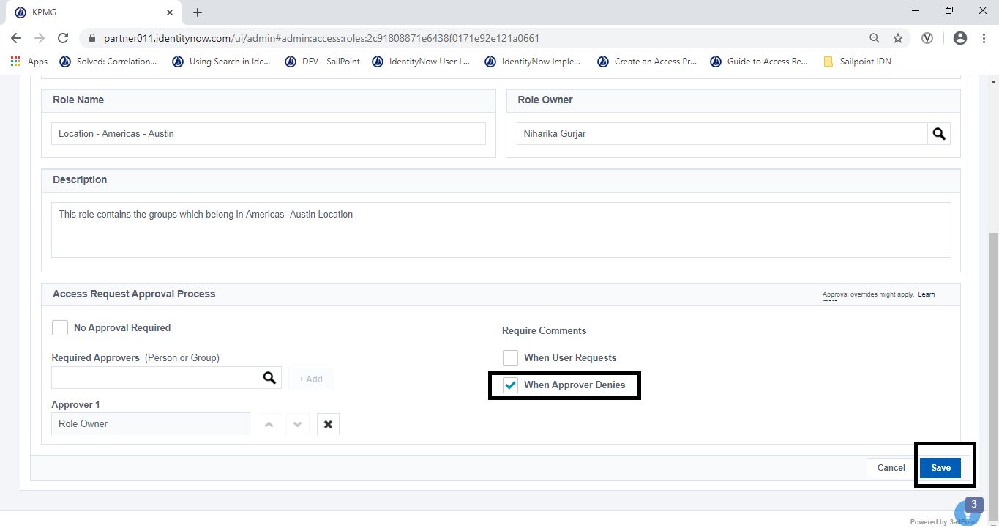 KPMG
partner011.identitynow.com/ui/admin#admin:access:roles:2c91808871e6438f0171e92e121a0661
Apps Solved: Correlation... Using Search in Ide... DEV - SailPoint IdentityNow User L... IdentityNow Imple... Create an Access Pr... Guide to Access Re... Sailpoint IDN
Role Name Role Owner
Location - Americas - Austin Niharika Gurjar
Description
This role contains the groups which belong in Americas- Austin Location
Access Request Approval Process Approval overrides might apply. Learn
No Approval Required
Require Comments
Required Approvers (Person or Group) When User Requests
+ Add
When Approver Denies
Approver 1
Role Owner
Cancel Save
3
Powered by SailPoint